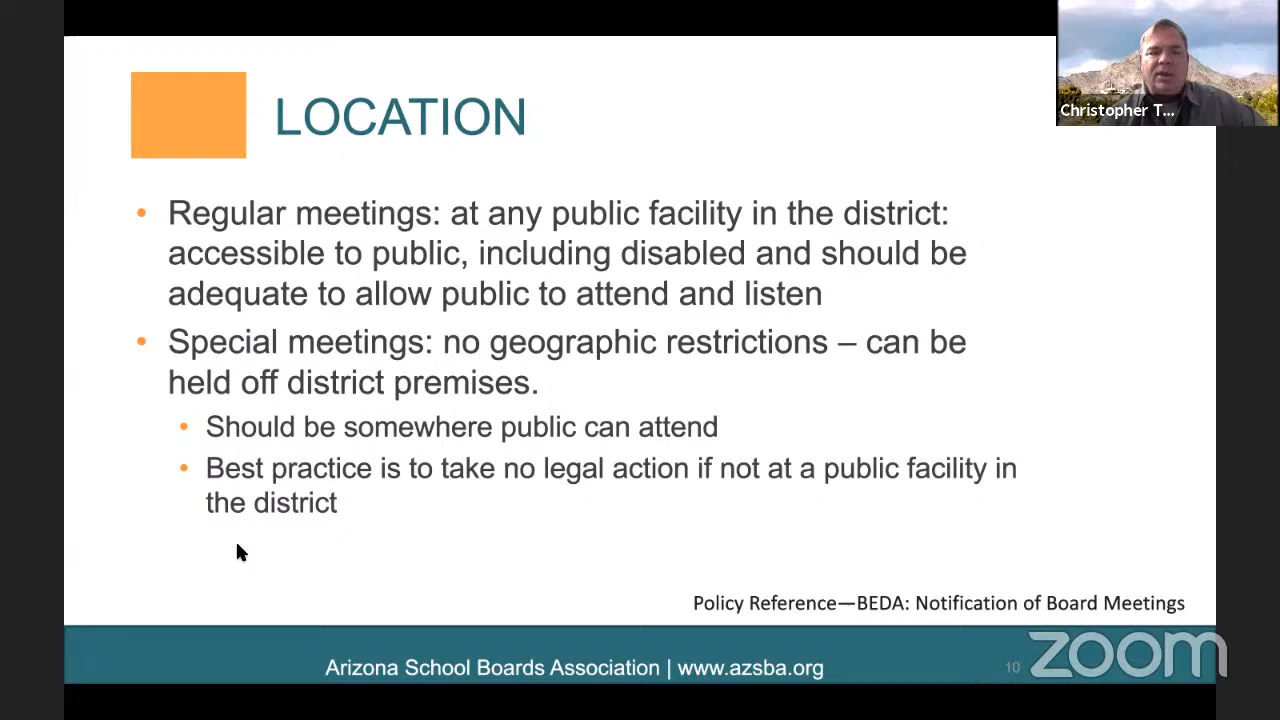 LOCATION
Christopher T...
• Regular meetings: at any public facility in the district:
accessible to public, including disabled and should be
adequate to allow public to attend and listen
• Special meetings: no geographic restrictions – can be
held off district premises.
• Should be somewhere public can attend
• Best practice is to take no legal action if not at a public facility in
the district
Policy Reference—BEDA: Notification of Board Meetings
Arizona School Boards Association | www.azsba.org
10
zoom